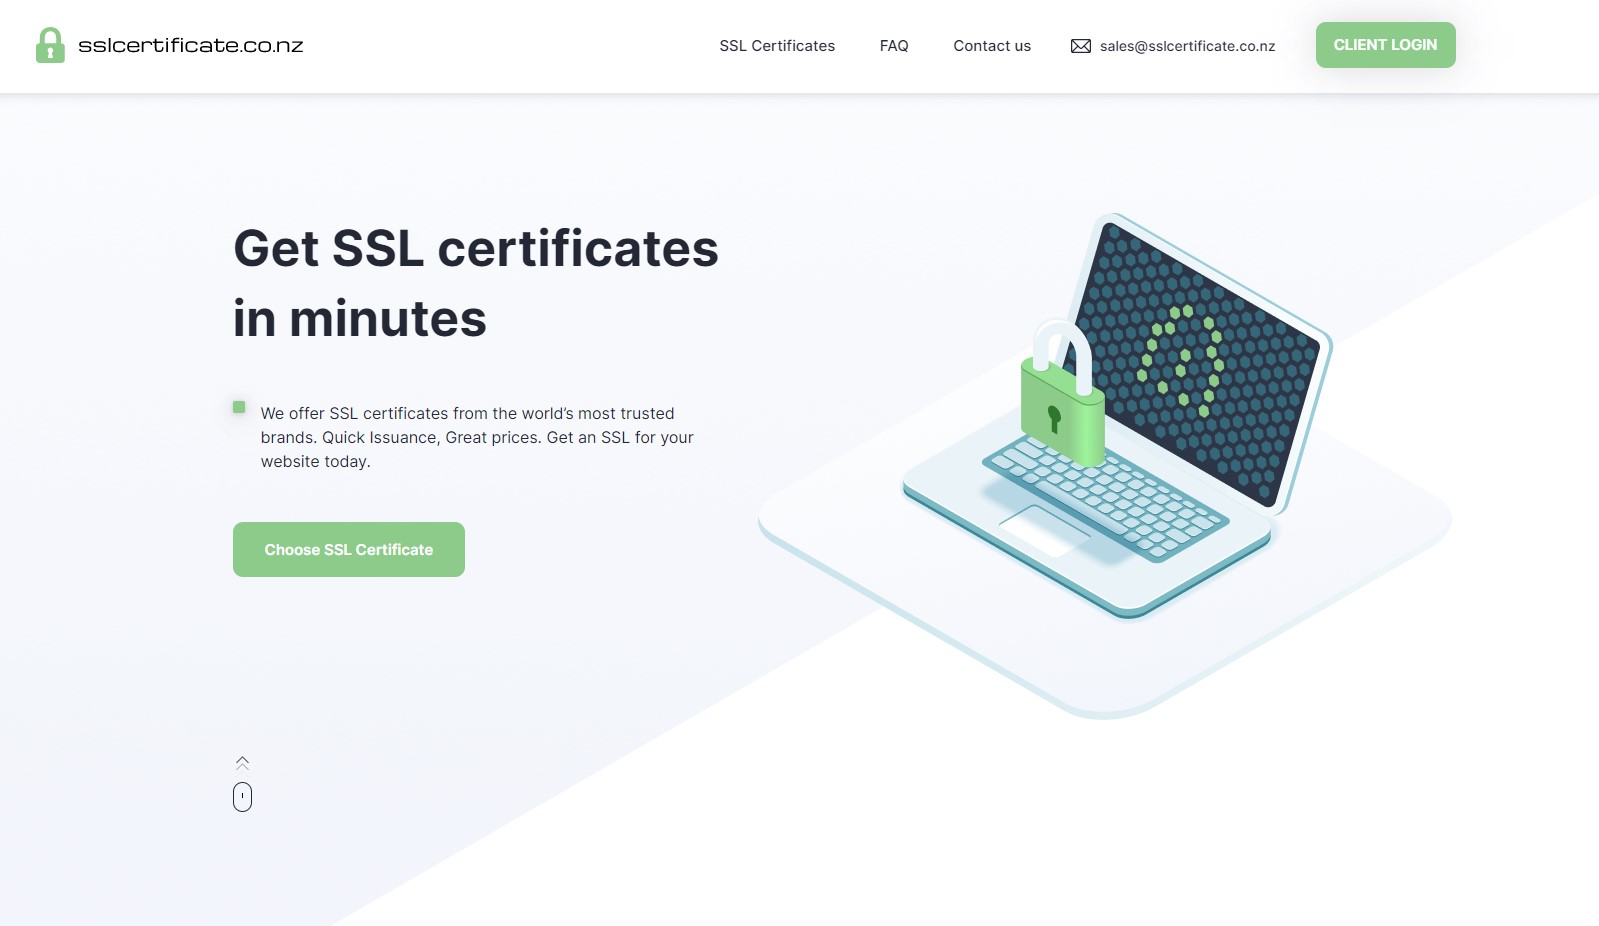 sslcertificate.co.nz
SSL Certificates
FAQ
Contact us
sales@sslcertificate.co.nz
CLIENT LOGIN
Get SSL certificates
in minutes
We offer SSL certificates from the world’s most trusted
brands. Quick Issuance, Great prices. Get an SSL for your
website today.
Choose SSL Certificate